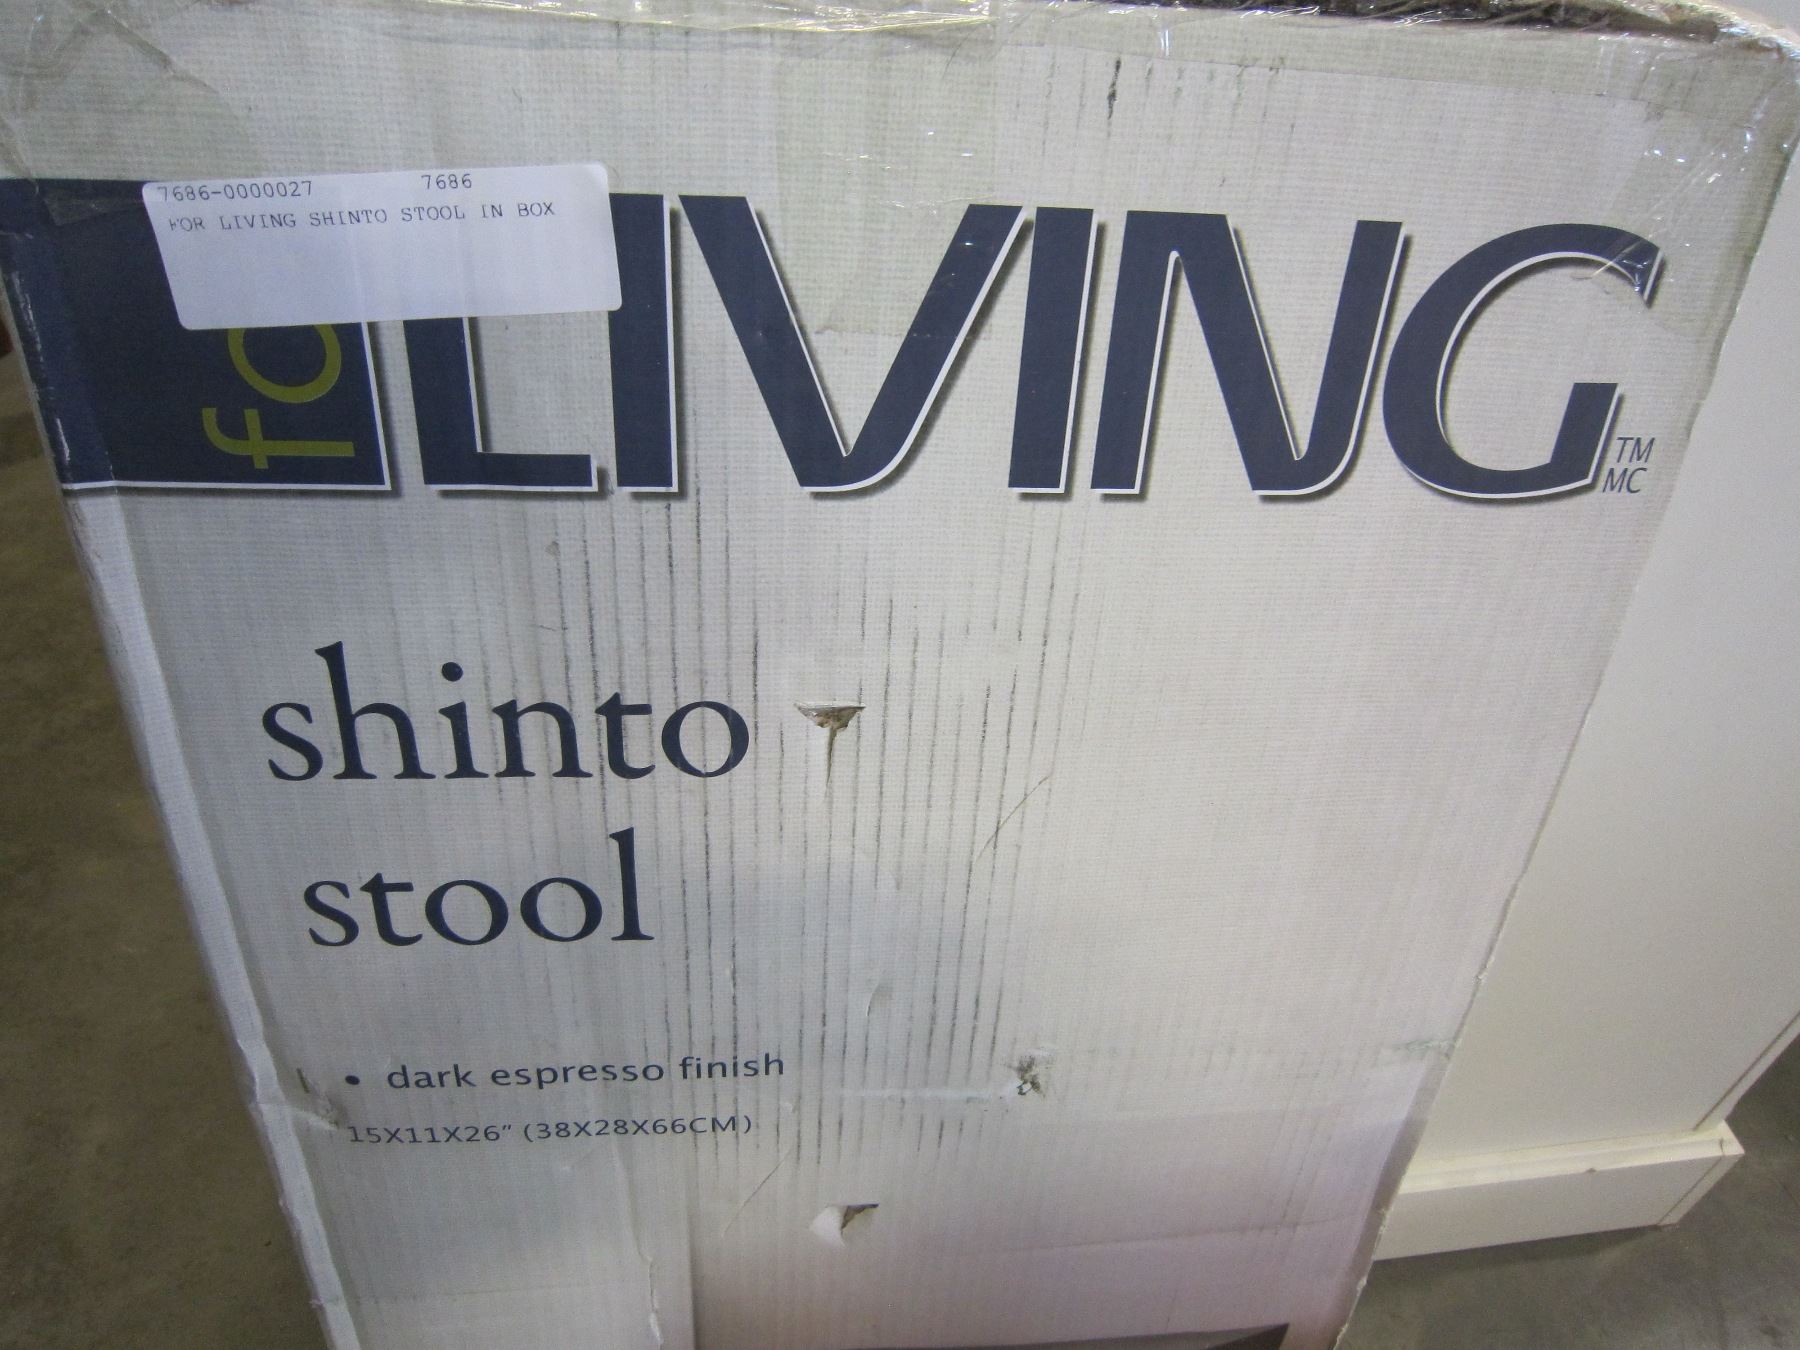 7686-0000027 7686
FOR LIVING SHINTO STOOL IN BOX
fo
LIVING
TM
MC
shinto
stool
• dark espresso finish
15X11X26" (38X28X66CM)